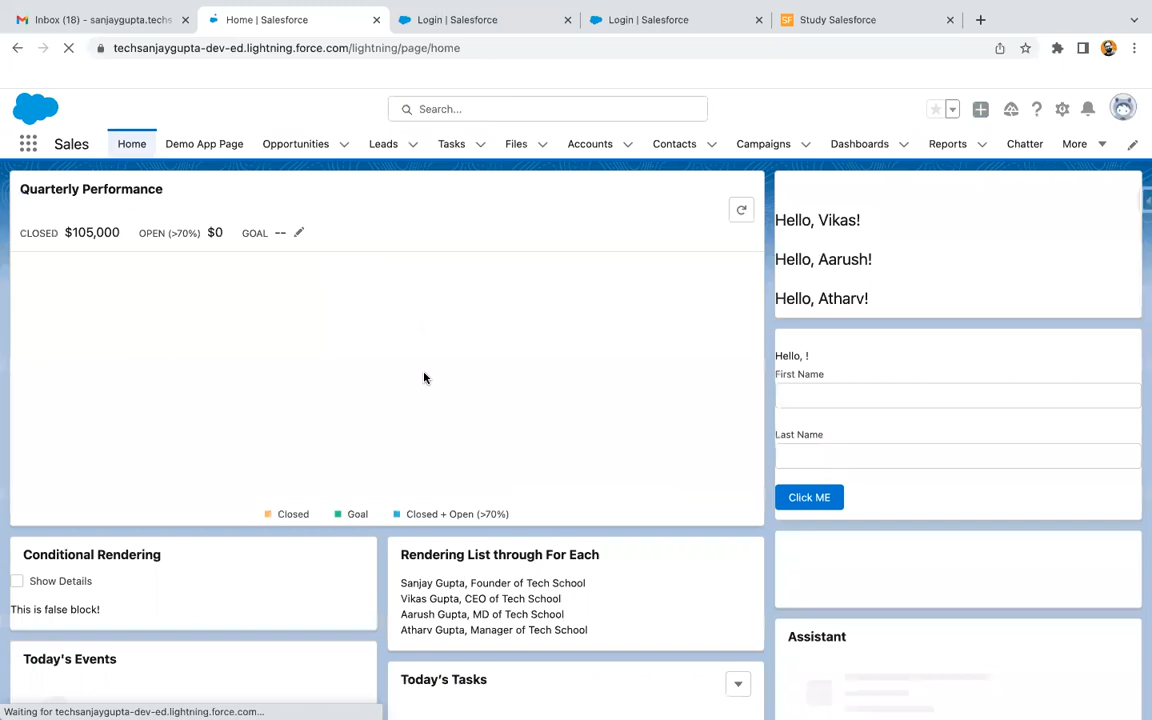 Inbox (18) – sanjaygupta.techs
Home | Salesforce
Login | Salesforce
Login | Salesforce
SF
Study Salesforce
techsanjaygupta-dev-ed.lightning.force.com/lightning/page/home
Search...
Sales
Home
Demo App Page
Opportunities
Leads
Tasks
Files
Accounts
Contacts
Campaigns
Dashboards
Reports
Chatter
More
Quarterly Performance
CLOSED $105,000 OPEN (>70%) $0 GOAL --
Closed
Goal
Closed + Open (>70%)
Hello, Vikas!
Hello, Aarush!
Hello, Atharv!
Hello, !
First Name
Last Name
Click ME
Conditional Rendering
Show Details
This is false block!
Rendering List through For Each
Sanjay Gupta, Founder of Tech School
Vikas Gupta, CEO of Tech School
Aarush Gupta, MD of Tech School
Atharv Gupta, Manager of Tech School
Assistant
Today's Events
Today's Tasks
Waiting for techsanjaygupta-dev-ed.lightning.force.com...